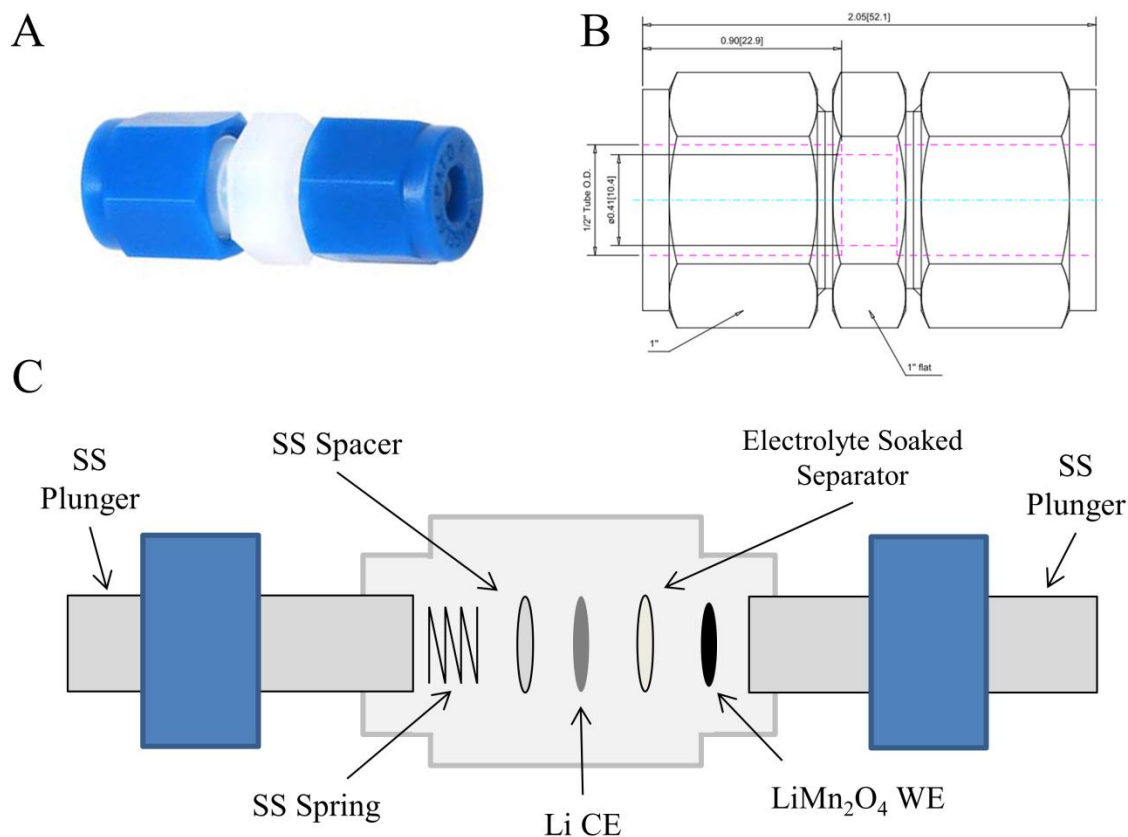 A
B
2.05[52.1]
0.90[22.9]
1/2" Tube O.D.
ø0.41[10.4]
1"
1" flat
C
SS
Plunger
SS Spacer
Electrolyte Soaked
Separator
SS
Plunger
SS Spring
Li CE
LiMn₂O₄ WE